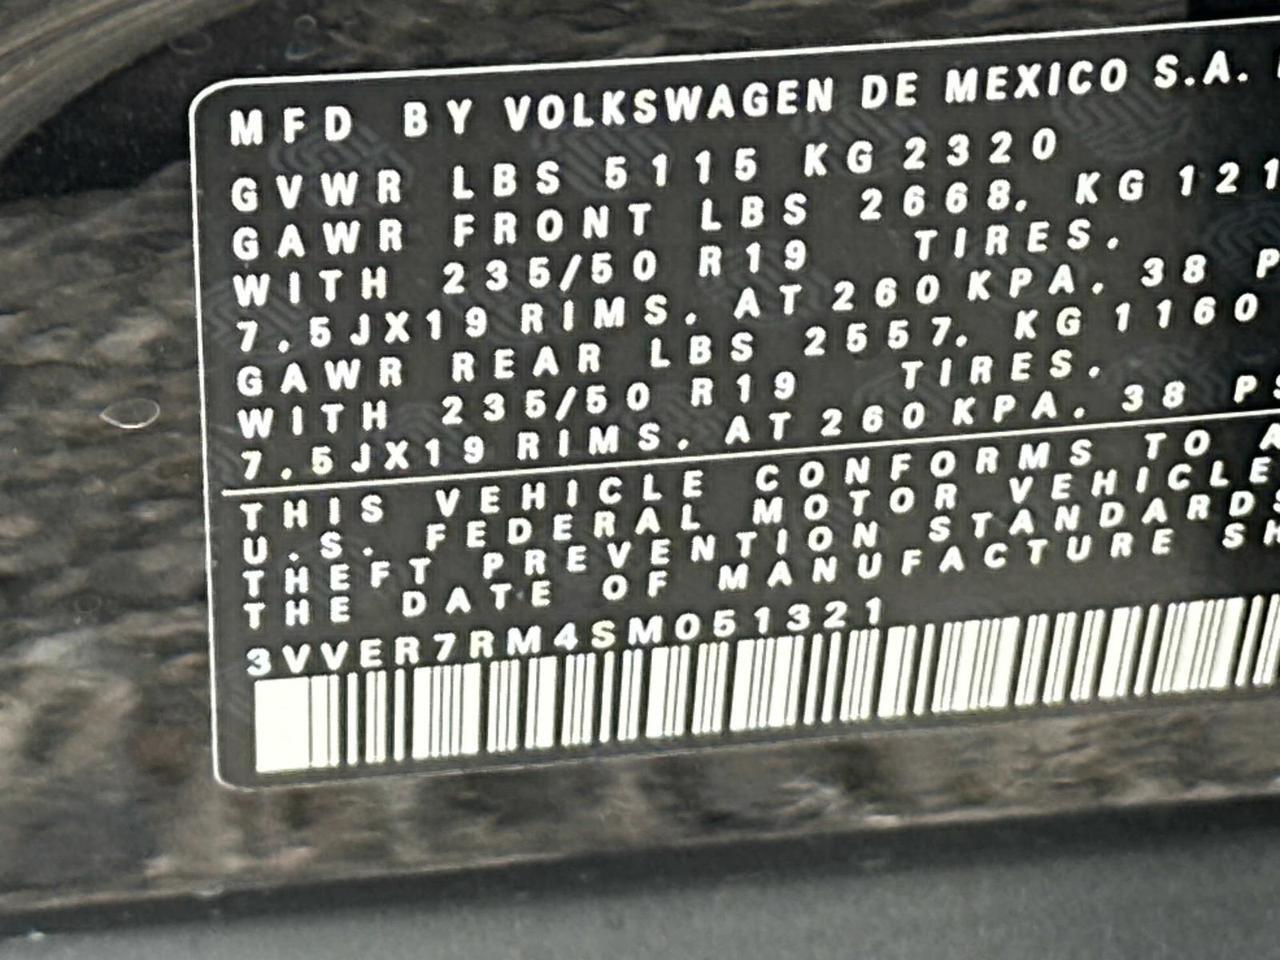 MFD BY VOLKSWAGEN DE MEXICO S.A.
GVWR LBS 5115 KG 2320
GAWR FRONT LBS 2668. KG 121
WITH 235/50 R19 TIRES.
7.5JX19 RIMS. AT 260 KPA. 38 P
GAWR REAR LBS 2557. KG 1160
WITH 235/50 R19 TIRES.
7.5JX19 RIMS. AT 260 KPA. 38 PS
THIS VEHICLE CONFORMS TO A
U.S. FEDERAL MOTOR VEHICLE
THEFT PREVENTION STANDARDS
THE DATE OF MANUFACTURE SH
3VVER7RM4SM051321